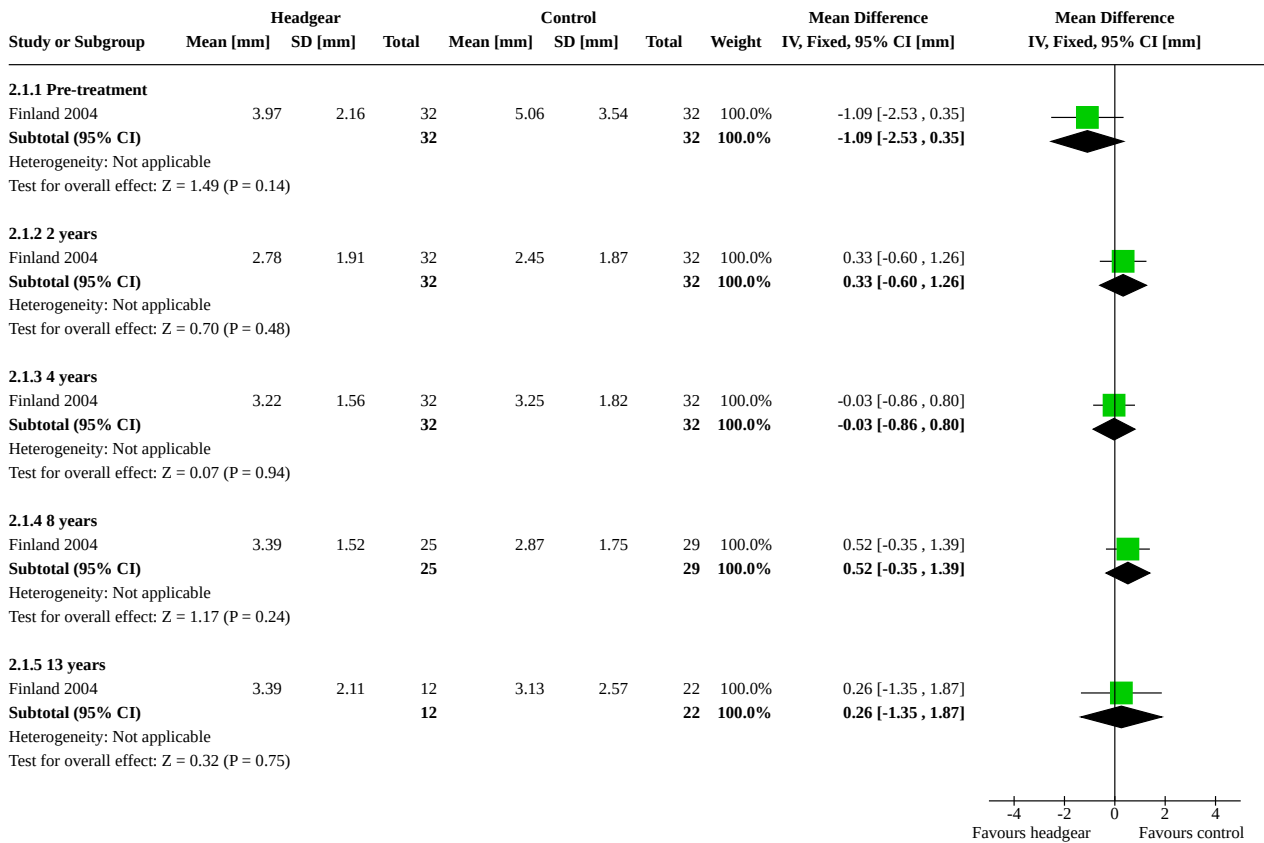 Headgear Control Mean Difference Mean Difference
Study or Subgroup Mean [mm] SD [mm] Total Mean [mm] SD [mm] Total Weight IV, Fixed, 95% CI [mm] IV, Fixed, 95% CI [mm]
2.1.1 Pre-treatment
Finland 2004 3.97 2.16 32 5.06 3.54 32 100.0% -1.09 [-2.53 , 0.35]
Subtotal (95% CI) 32 32 100.0% -1.09 [-2.53 , 0.35]
Heterogeneity: Not applicable
Test for overall effect: Z = 1.49 (P = 0.14)
2.1.2 2 years
Finland 2004 2.78 1.91 32 2.45 1.87 32 100.0% 0.33 [-0.60 , 1.26]
Subtotal (95% CI) 32 32 100.0% 0.33 [-0.60 , 1.26]
Heterogeneity: Not applicable
Test for overall effect: Z = 0.70 (P = 0.48)
2.1.3 4 years
Finland 2004 3.22 1.56 32 3.25 1.82 32 100.0% -0.03 [-0.86 , 0.80]
Subtotal (95% CI) 32 32 100.0% -0.03 [-0.86 , 0.80]
Heterogeneity: Not applicable
Test for overall effect: Z = 0.07 (P = 0.94)
2.1.4 8 years
Finland 2004 3.39 1.52 25 2.87 1.75 29 100.0% 0.52 [-0.35 , 1.39]
Subtotal (95% CI) 25 29 100.0% 0.52 [-0.35 , 1.39]
Heterogeneity: Not applicable
Test for overall effect: Z = 1.17 (P = 0.24)
2.1.5 13 years
Finland 2004 3.39 2.11 12 3.13 2.57 22 100.0% 0.26 [-1.35 , 1.87]
Subtotal (95% CI) 12 22 100.0% 0.26 [-1.35 , 1.87]
Heterogeneity: Not applicable
Test for overall effect: Z = 0.32 (P = 0.75)
-4 -2 0 2 4
Favours headgear Favours control